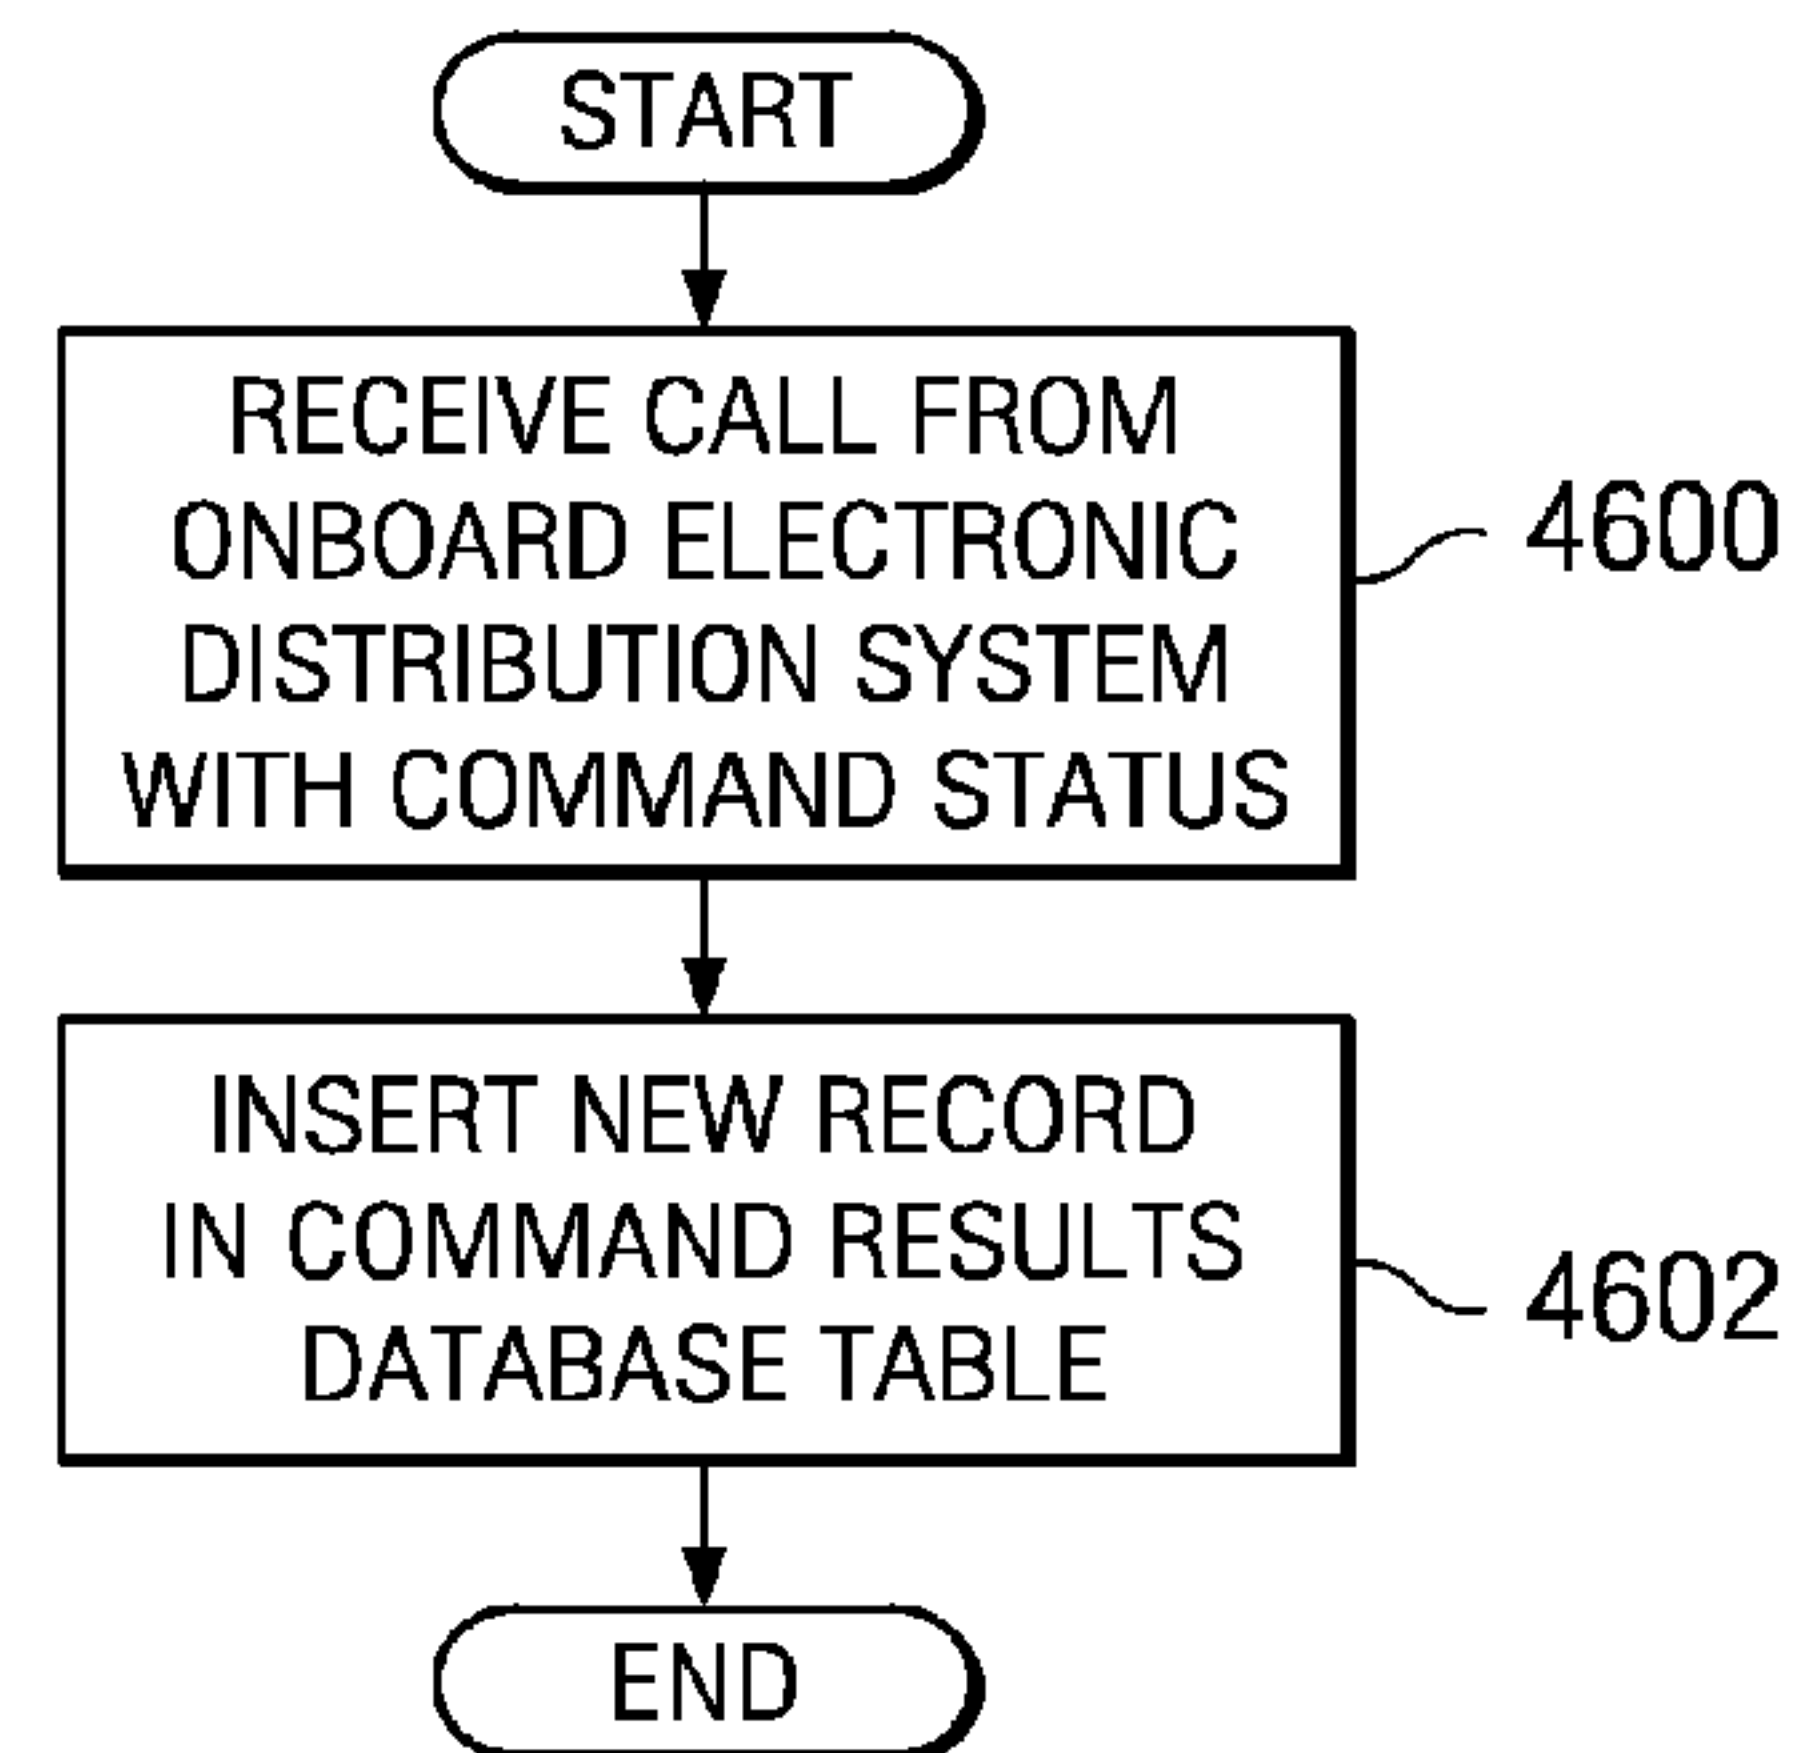 START
RECEIVE CALL FROM
ONBOARD ELECTRONIC
DISTRIBUTION SYSTEM
WITH COMMAND STATUS
4600
INSERT NEW RECORD
IN COMMAND RESULTS
DATABASE TABLE
4602
END